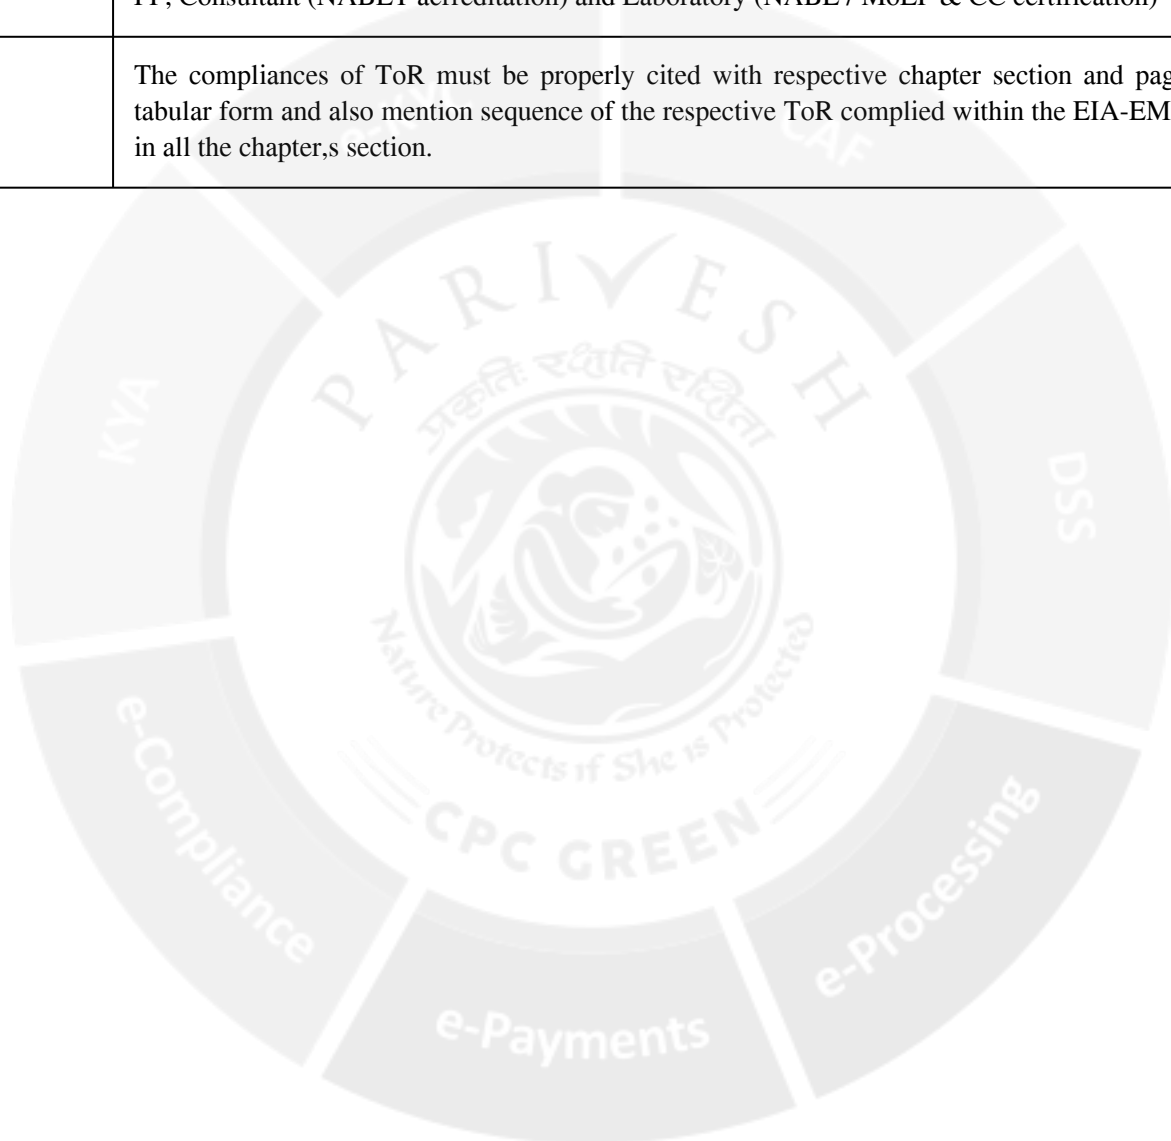 PP, Consultant (NABET accreditation) and Laboratory (NABL / MoEF & CC certification)
The compliances of ToR must be properly cited with respective chapter section and pag
tabular form and also mention sequence of the respective ToR complied within the EIA-EM
in all the chapter,s section.
e-KYC
CAF
PARIVESH
प्रकृतिः रक्षति रक्षिता
KYA
DSS
Nature Protects if She is Protected
CPC GREEN
e-Compliance
e-Processing
e-Payments